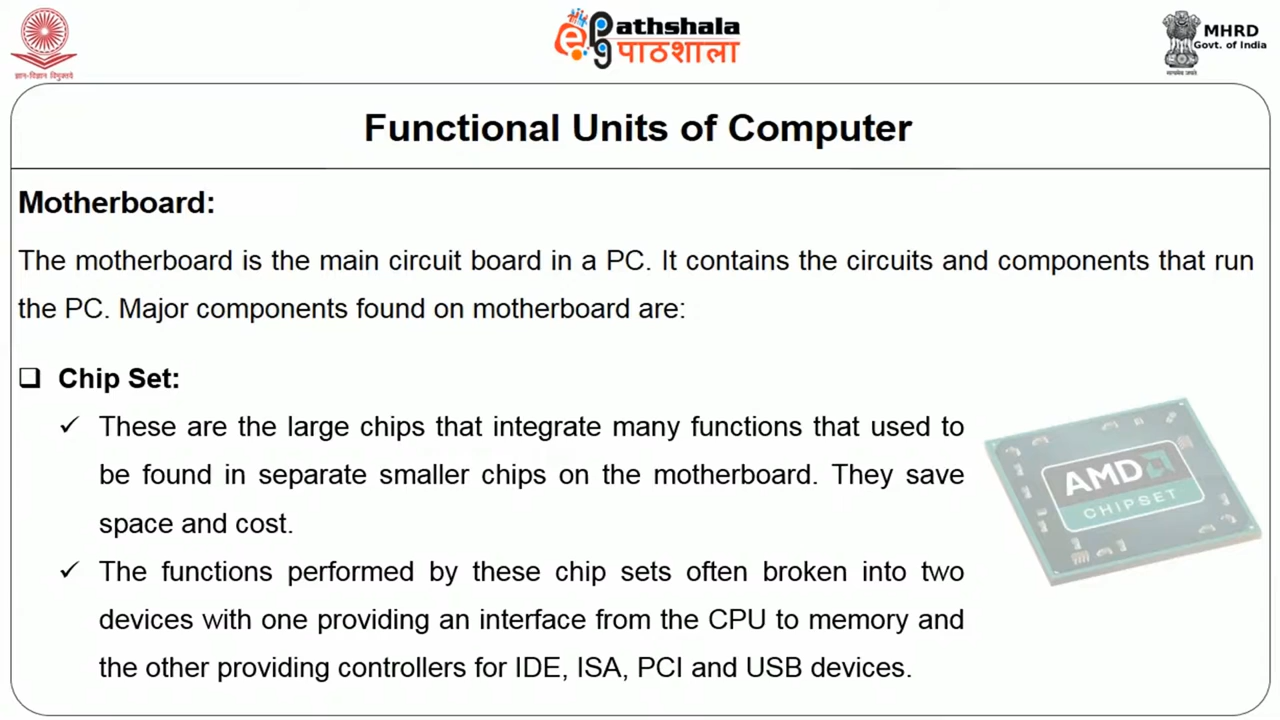 ज्ञान-विज्ञान विमुक्तये
ePathshala
पाठशाला
MHRD
Govt. of India
सत्यमेव जयते
Functional Units of Computer
Motherboard:
The motherboard is the main circuit board in a PC. It contains the circuits and components that run
the PC. Major components found on motherboard are:
❑ Chip Set:
✓ These are the large chips that integrate many functions that used to
be found in separate smaller chips on the motherboard. They save
space and cost.
✓ The functions performed by these chip sets often broken into two
devices with one providing an interface from the CPU to memory and
the other providing controllers for IDE, ISA, PCI and USB devices.
AMD
CHIPSET